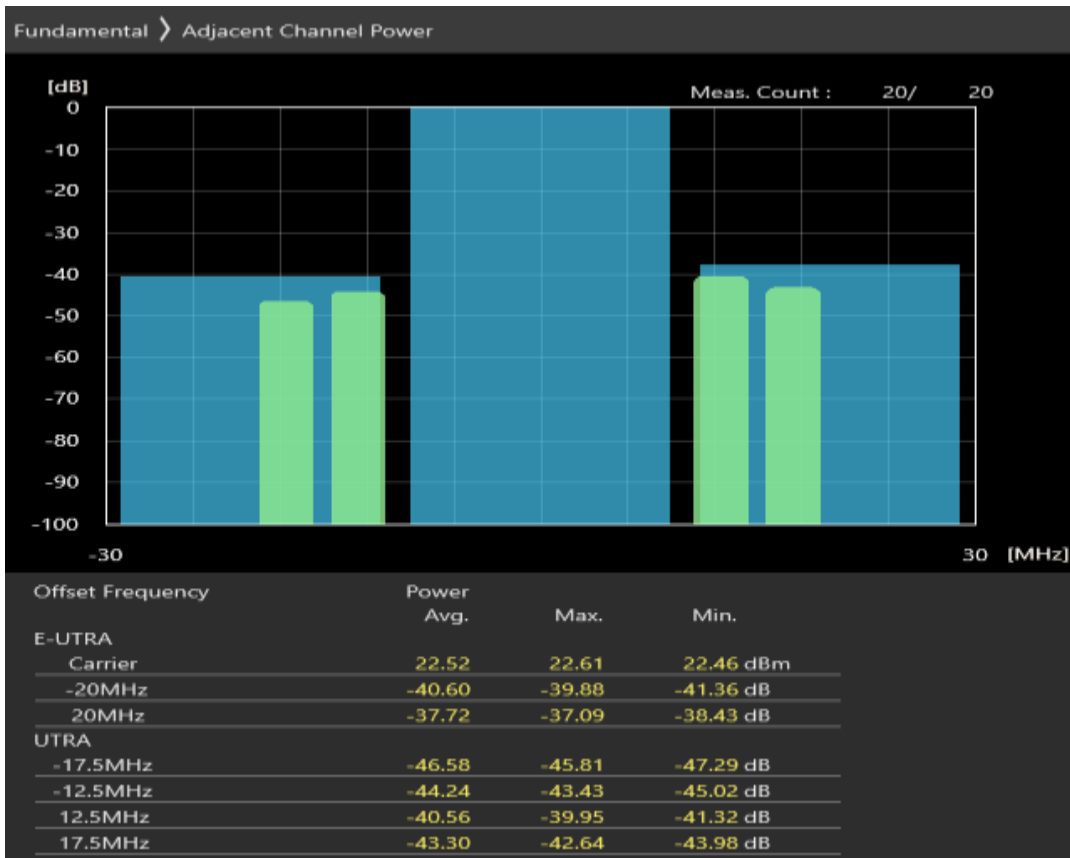 Fundamental 》 Adjacent Channel Power
[dB]
Meas. Count : 20/ 20
0
-10
-20
-30
-40
-50
-60
-70
-80
-90
-100
-30 30 [MHz]
Offset Frequency Power
Avg. Max. Min.
E-UTRA
Carrier 22.52 22.61 22.46 dBm
-20MHz -40.60 -39.88 -41.36 dB
20MHz -37.72 -37.09 -38.43 dB
UTRA
-17.5MHz -46.58 -45.81 -47.29 dB
-12.5MHz -44.24 -43.43 -45.02 dB
12.5MHz -40.56 -39.95 -41.32 dB
17.5MHz -43.30 -42.64 -43.98 dB